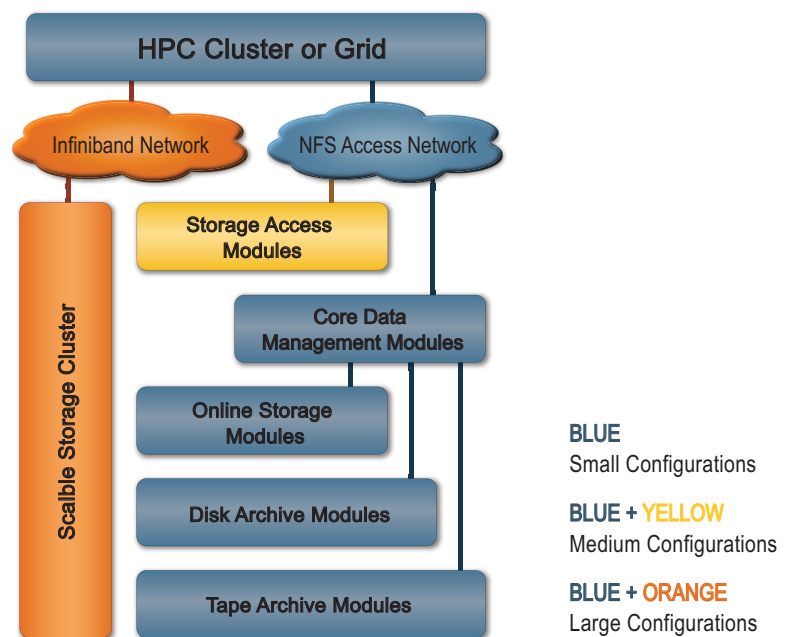 HPC Cluster or Grid
Infiniband Network
NFS Access Network
Storage Access
Modules
Scalble Storage Cluster
Core Data
Management Modules
Online Storage
Modules
Disk Archive Modules
Tape Archive Modules
BLUE
Small Configurations
BLUE + YELLOW
Medium Configurations
BLUE + ORANGE
Large Configurations